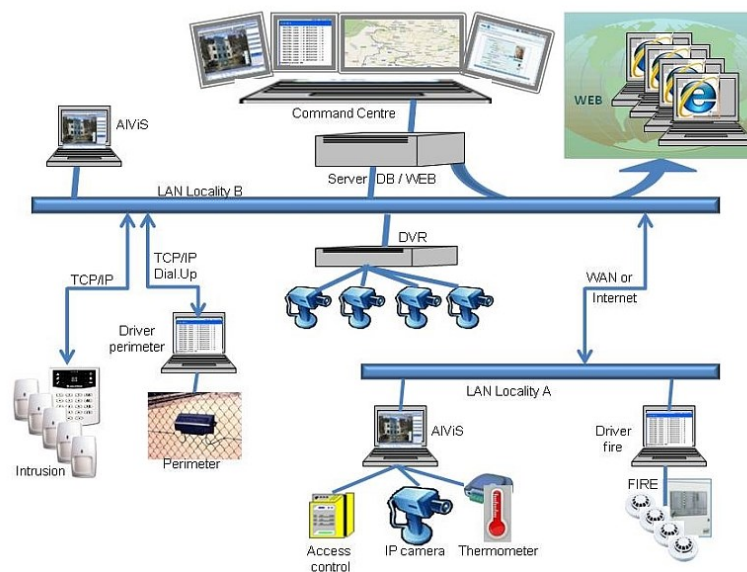 WEB
Command Centre
AlViS
Server DB / WEB
LAN Locality B
DVR
TCP/IP
TCP/IP
Dial.Up
WAN or
Internet
Driver
perimeter
LAN Locality A
AlViS
Driver
fire
Intrusion
Perimeter
FIRE
Access
control
IP camera
Thermometer